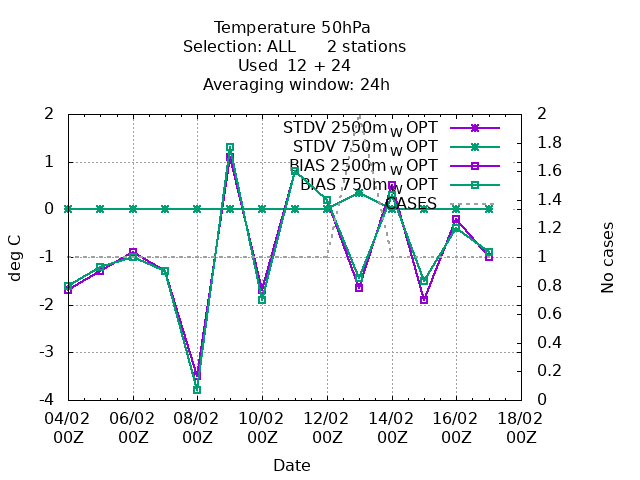 Temperature 50hPa
Selection: ALL 2 stations
Used 12 + 24
Averaging window: 24h
STDV 2500m_W OPT
STDV 750m_W OPT
BIAS 2500m_W OPT
BIAS 750m_W OPT
CASES
2
1
0
-1
-2
-3
-4
deg C
2
1.8
1.6
1.4
1.2
1
0.8
0.6
0.4
0.2
0
No cases
04/02 06/02 08/02 10/02 12/02 14/02 16/02 18/02
00Z 00Z 00Z 00Z 00Z 00Z 00Z 00Z
Date